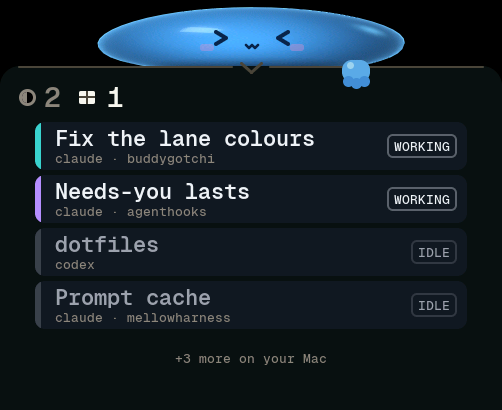 2 1
Fix the lane colours
claude · buddygotchi
WORKING
Needs-you lasts
claude · agenthooks
WORKING
dotfiles
codex
IDLE
Prompt cache
claude · mellowharness
IDLE
+3 more on your Mac